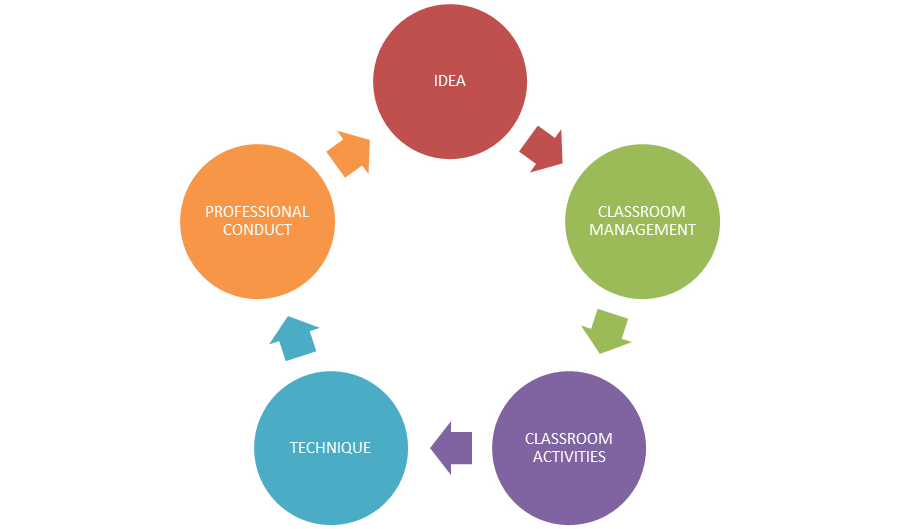 IDEA
CLASSROOM
MANAGEMENT
CLASSROOM
ACTIVITIES
TECHNIQUE
PROFESSIONAL
CONDUCT